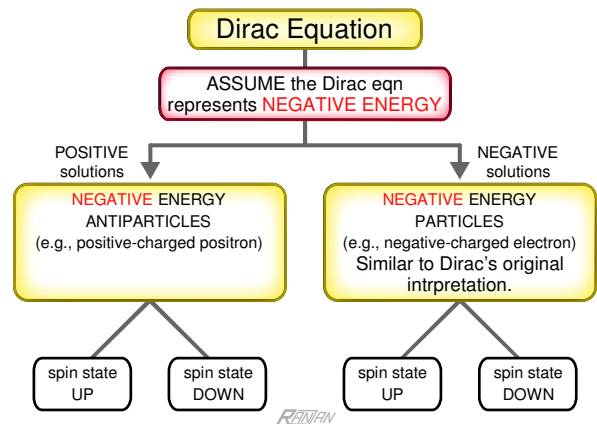 Dirac Equation
ASSUME the Dirac eqn
represents NEGATIVE ENERGY
POSITIVE
solutions
NEGATIVE
solutions
NEGATIVE ENERGY
ANTIPARTICLES
(e.g., positive-charged positron)
NEGATIVE ENERGY
PARTICLES
(e.g., negative-charged electron)
Similar to Dirac's original
intrpretation.
spin state
UP
spin state
DOWN
spin state
UP
spin state
DOWN